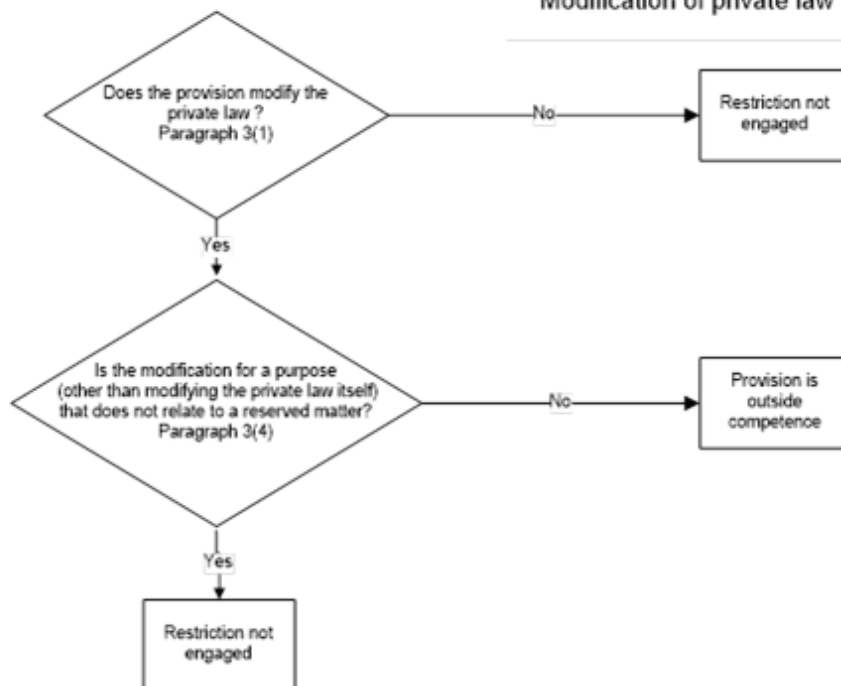 Modification of private law
Does the provision modify the
private law ?
Paragraph 3(1)
No
Restriction not
engaged
Yes
Is the modification for a purpose
(other than modifying the private law itself)
that does not relate to a reserved matter?
Paragraph 3(4)
No
Provision is
outside
competence
Yes
Restriction not
engaged